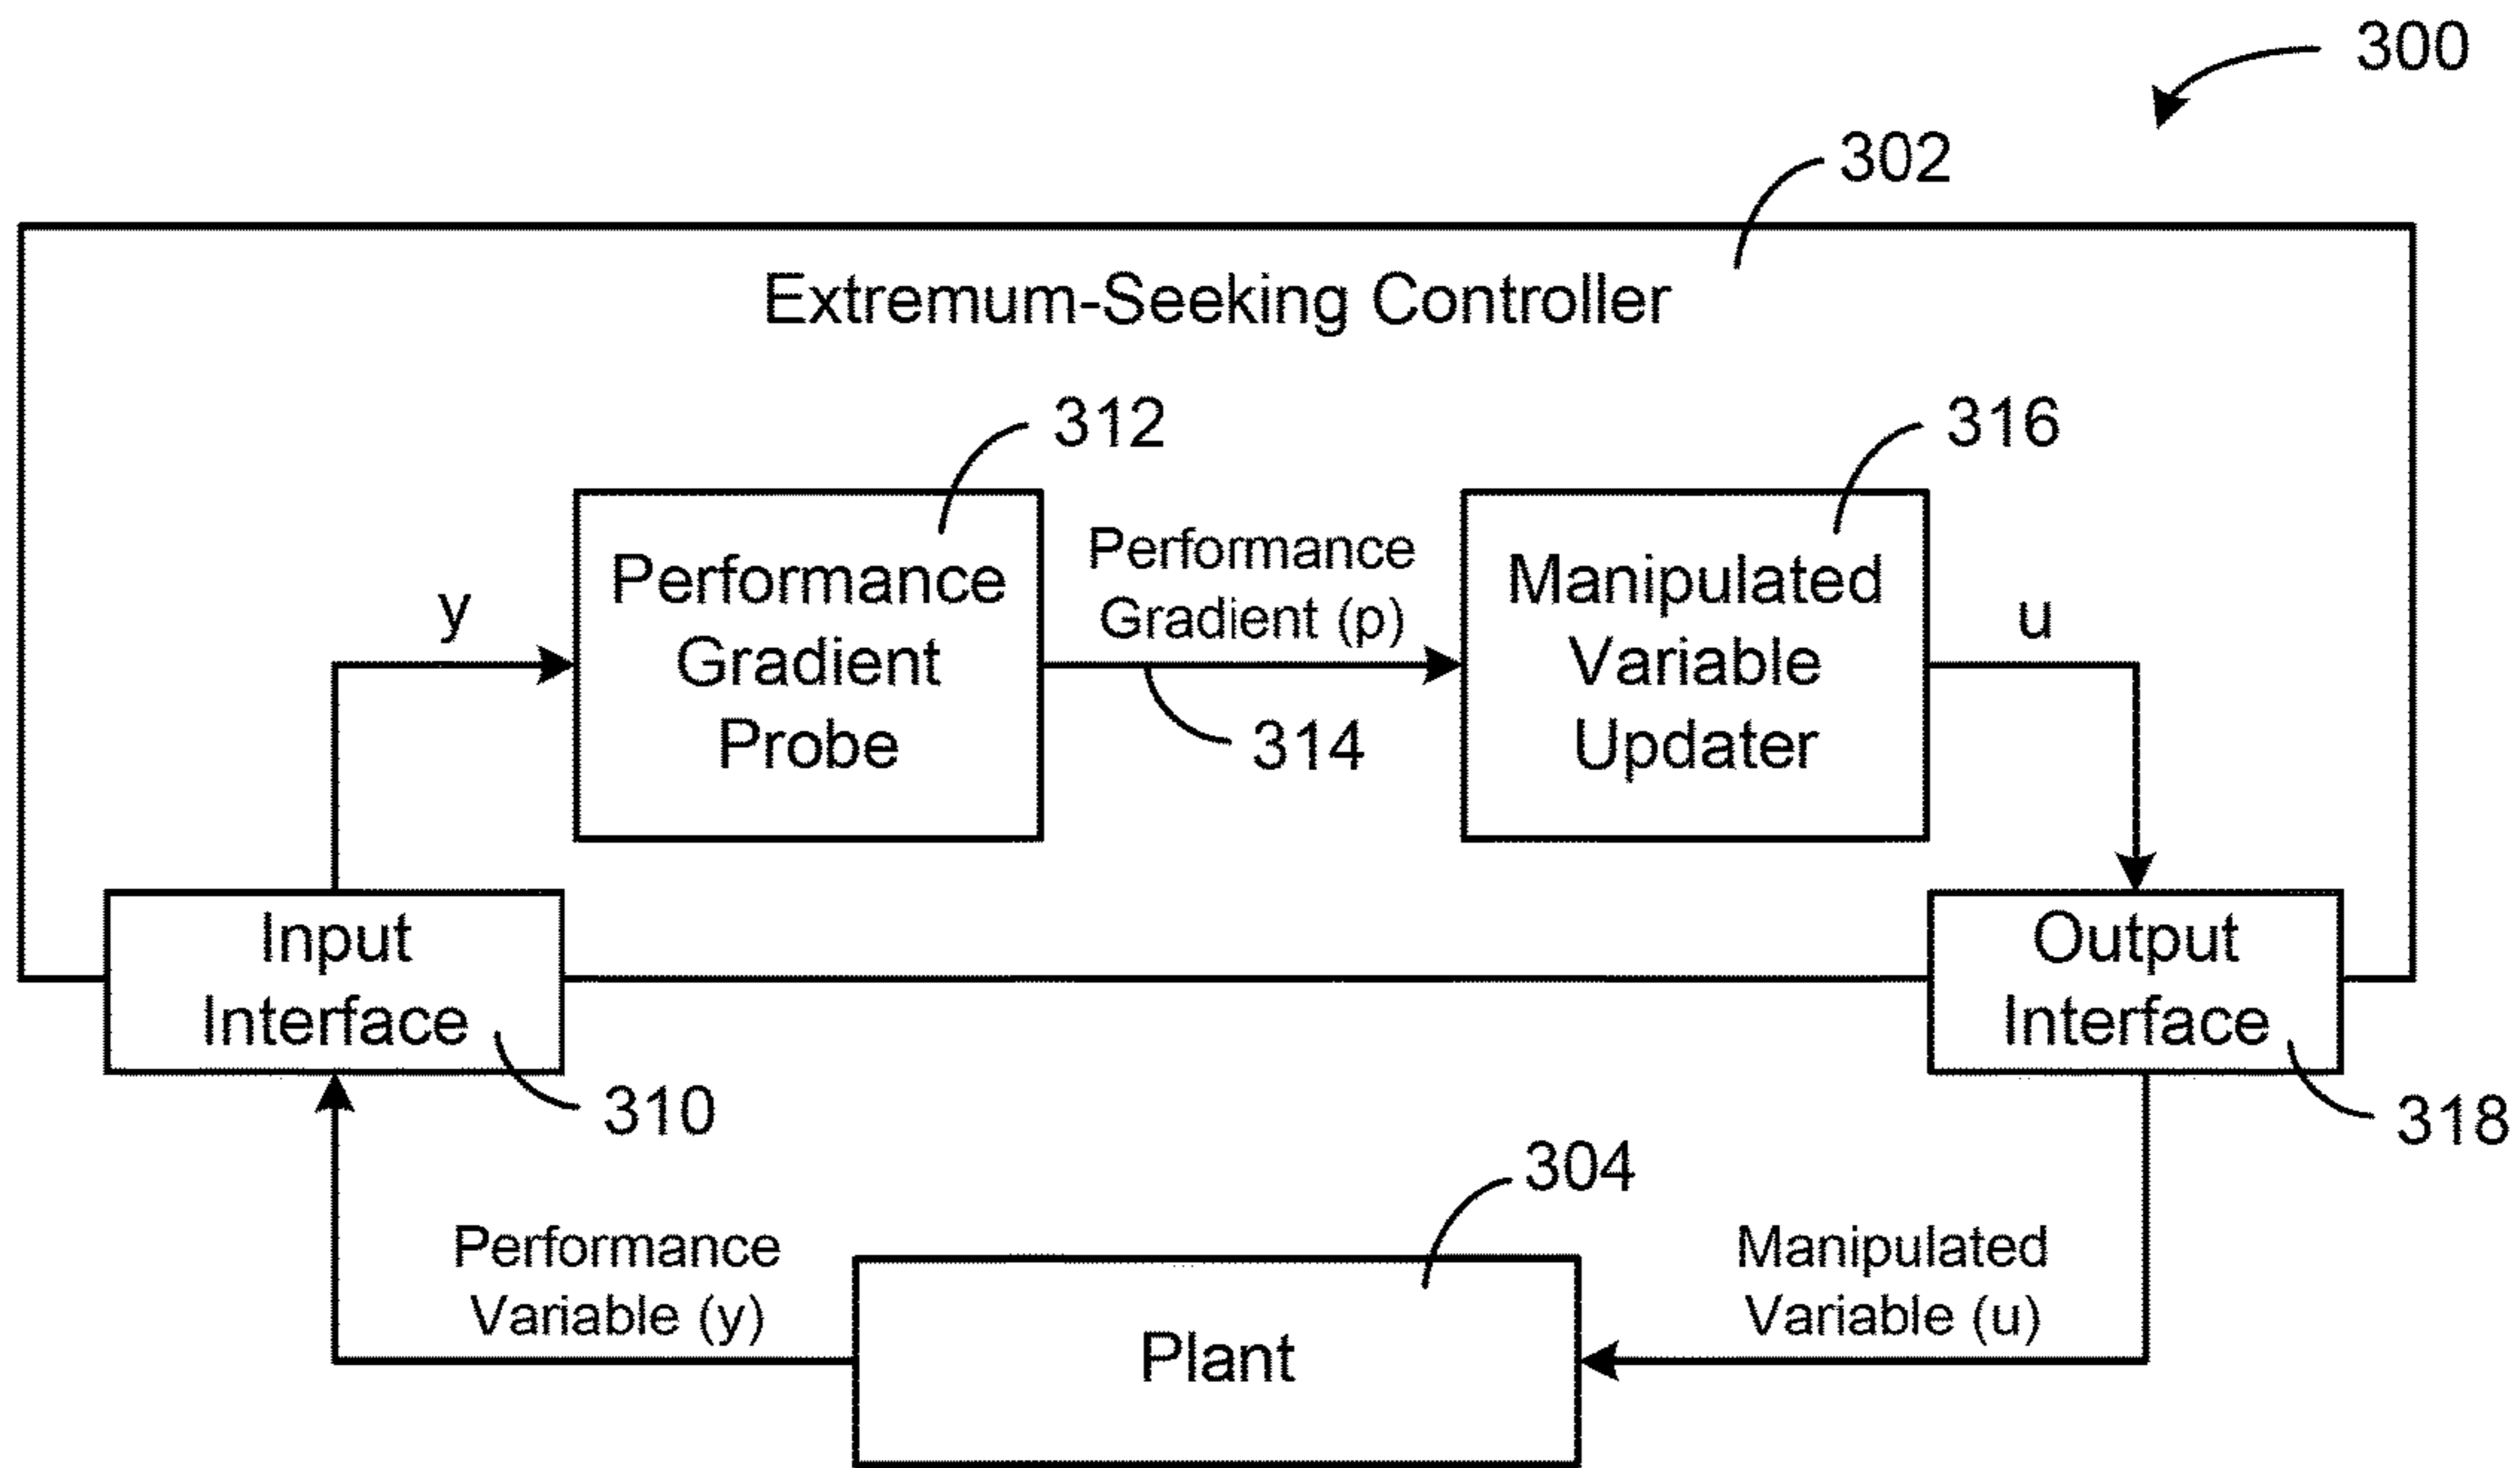 300
302
Extremum-Seeking Controller
312
316
Performance
Gradient
Probe
Performance
Gradient (p)
314
Manipulated
Variable
Updater
y
u
Input
Interface
310
Output
Interface
318
304
Performance
Variable (y)
Plant
Manipulated
Variable (u)